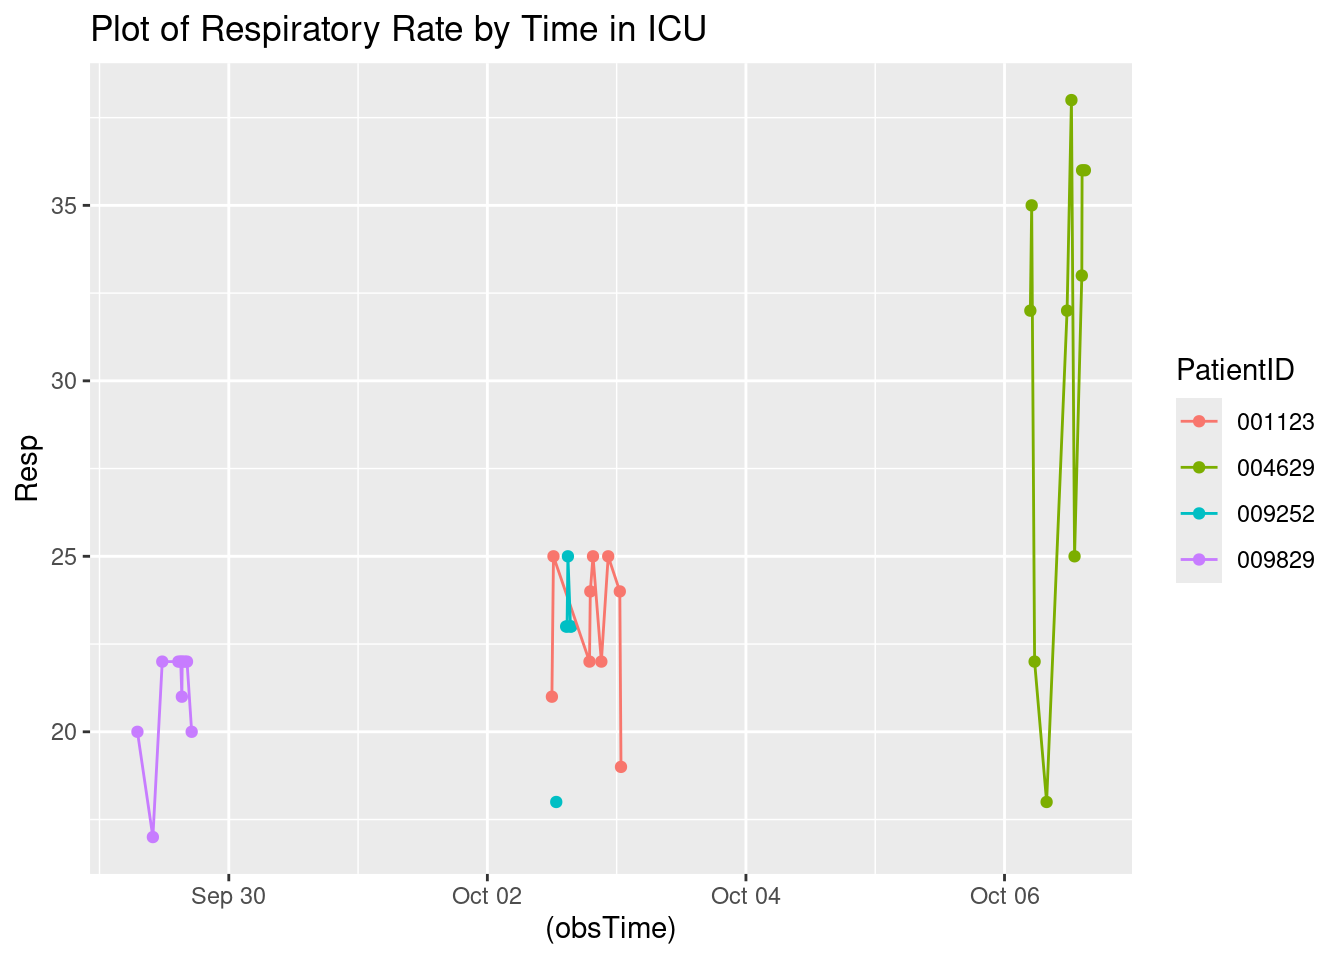 Plot of Respiratory Rate by Time in ICU
Resp
35
30
25
20
Sep 30
Oct 02
Oct 04
Oct 06
(obsTime)
PatientID
001123
004629
009252
009829